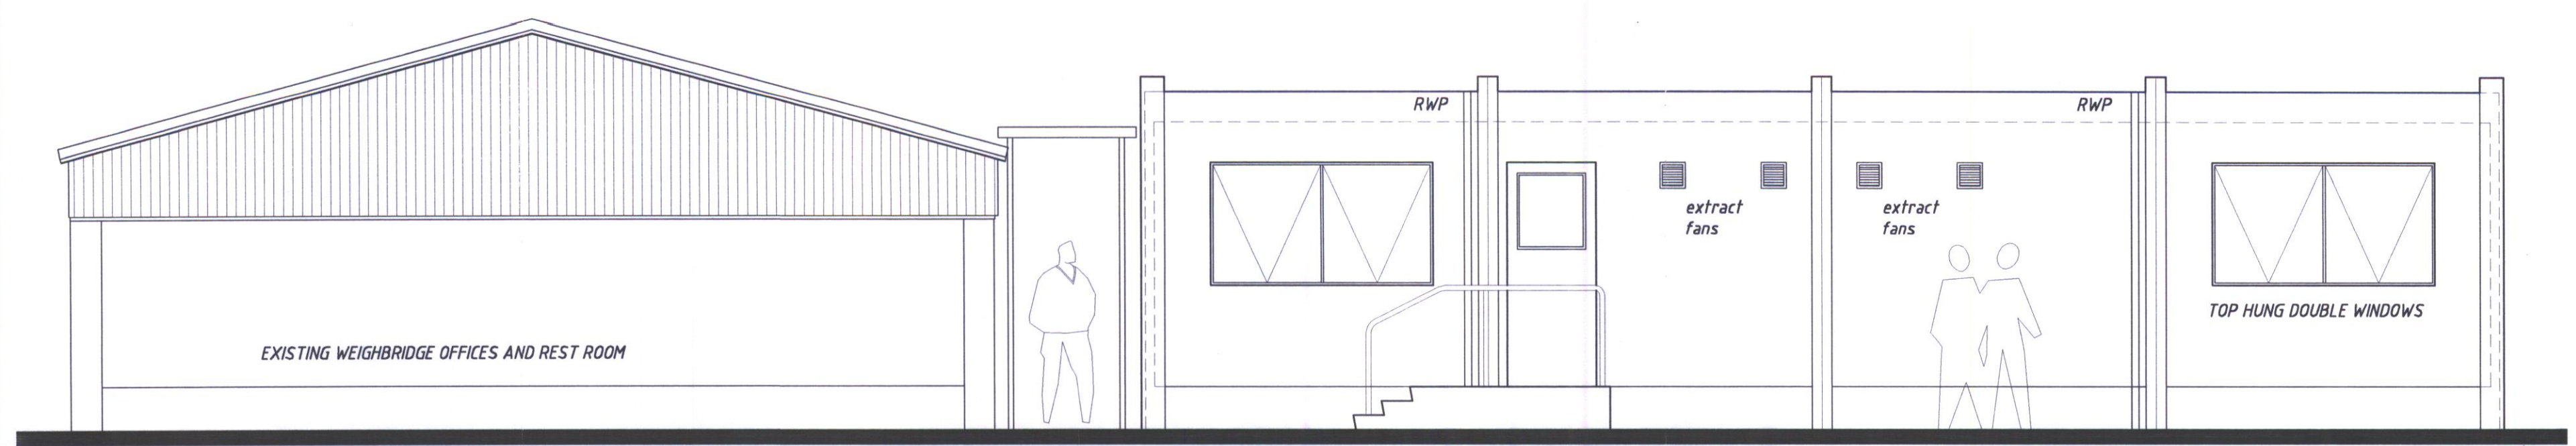 RWP
RWP
extract
fans
extract
fans
TOP HUNG DOUBLE WINDOWS
EXISTING WEIGHBRIDGE OFFICES AND REST ROOM